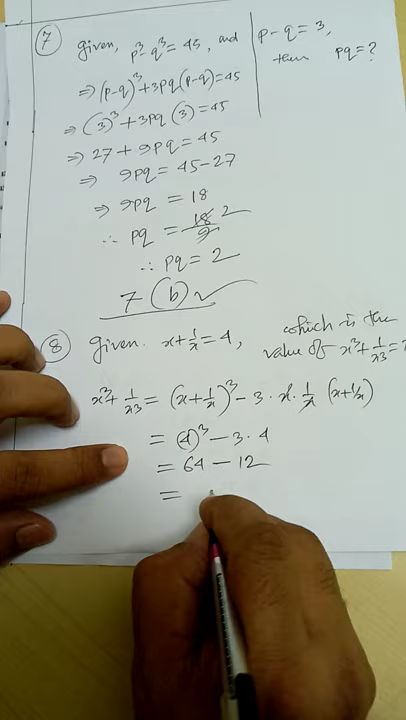 7 given, p³-q³=45, and p-q=3,
then pq=?
⇒(p-q)³+3pq(p-q)=45
⇒(3)³+3pq(3)=45
⇒27+9pq=45
⇒ 9pq=45-27
⇒9pq=18
∴ pq=18/9 2
∴ pq=2
7(b)✓
8 given. x+1/x=4, which is the
value of x³+1/x3=?
x³+1/x3=(x+1/x)³-3·x·1/x(x+1/x)
=(4)³-3·4
=64-12
=